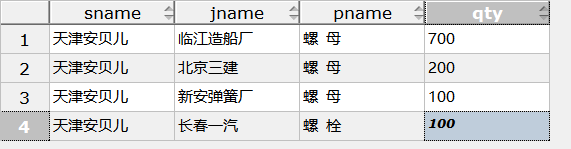 sname jname pname qty
1 天津安贝儿 临江造船厂 螺 母 700
2 天津安贝儿 北京三建 螺 母 200
3 天津安贝儿 新安弹簧厂 螺 母 100
4 天津安贝儿 长春一汽 螺 栓 100